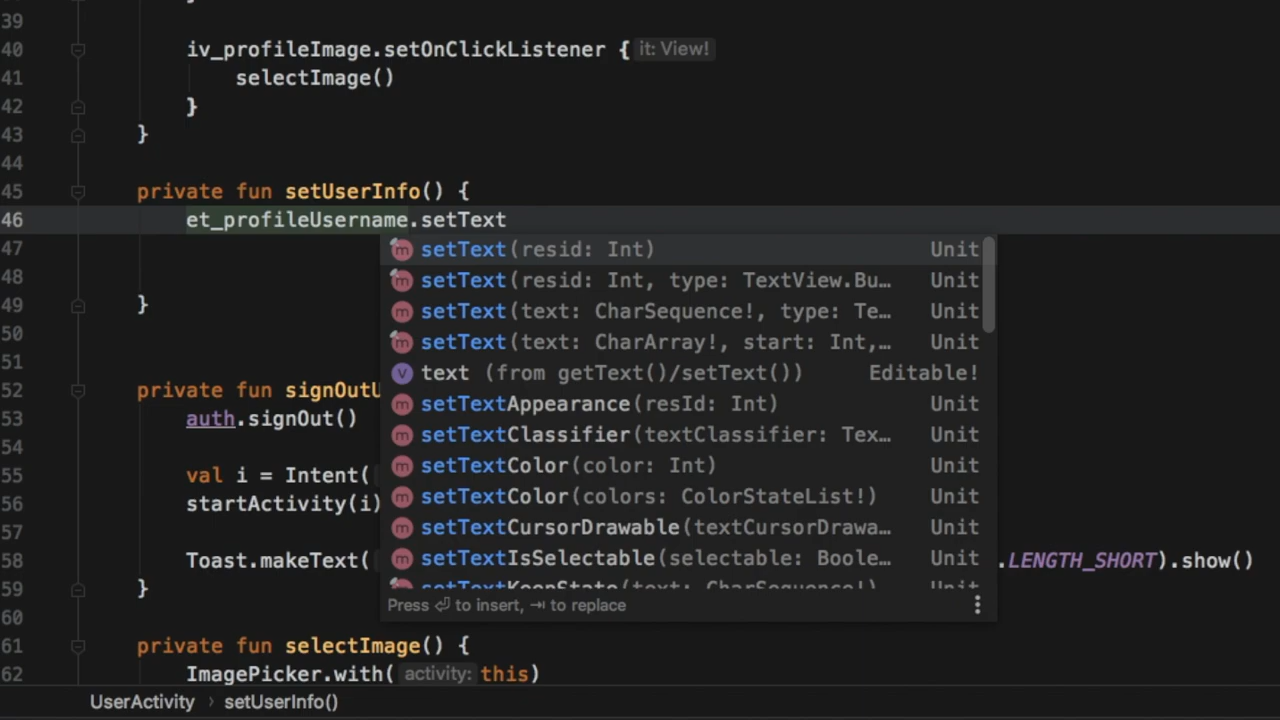 39
40 iv_profileImage.setOnClickListener { it: View!
41 selectImage()
42 }
43 }
44
45 private fun setUserInfo() {
46 et_profileUsername.setText
47 setText(resid: Int) Unit
setText(resid: Int, type: TextView.Bu… Unit
48
setText(text: CharSequence!, type: Te… Unit
49 }
50 setText(text: CharArray!, start: Int,… Unit
51 text (from getText()/setText()) Editable!
52 private fun signOutU
setTextAppearance(resId: Int) Unit
53 auth.signOut()
54 setTextClassifier(textClassifier: Tex… Unit
setTextColor(color: Int) Unit
55 val i = Intent(
setTextColor(colors: ColorStateList!) Unit
56 startActivity(i)
57 setTextCursorDrawable(textCursorDrawa… Unit
58 Toast.makeText( setTextIsSelectable(selectable: Boole… Unit .LENGTH_SHORT).show()
59 }
setTextKeepState(text: CharSequence!) Unit
Press ⏎ to insert, ⇥ to replace
60
61 private fun selectImage() {
62 ImagePicker.with( activity: this)
UserActivity › setUserInfo()